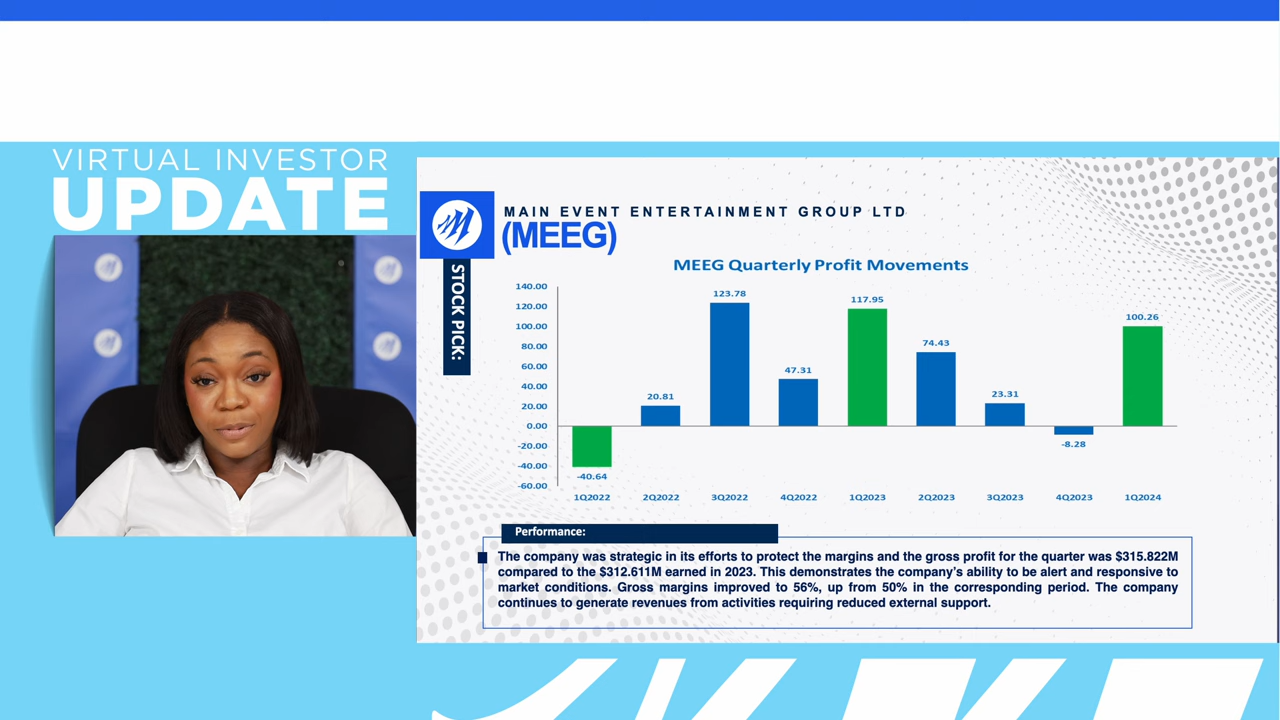 VIRTUAL INVESTOR
UPDATE
MAIN EVENT ENTERTAINMENT GROUP LTD
(MEEG)
STOCK PICK:
MEEG Quarterly Profit Movements
140.00
120.00
100.00
80.00
60.00
40.00
20.00
0.00
-20.00
-40.00
-60.00
-40.64
20.81
123.78
47.31
117.95
74.43
23.31
-8.28
100.26
1Q2022 2Q2022 3Q2022 4Q2022 1Q2023 2Q2023 3Q2023 4Q2023 1Q2024
Performance:
The company was strategic in its efforts to protect the margins and the gross profit for the quarter was $315.822M
compared to the $312.611M earned in 2023. This demonstrates the company’s ability to be alert and responsive to
market conditions. Gross margins improved to 56%, up from 50% in the corresponding period. The company
continues to generate revenues from activities requiring reduced external support.